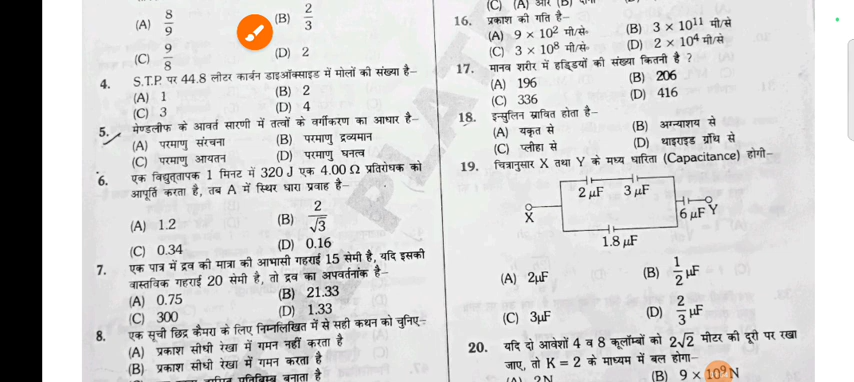 (A) 8/9 (B) 2/3
(C) 9/8 (D) 2
4. S.T.P. पर 44.8 लीटर कार्बन डाइऑक्साइड में मोलों की संख्या है–
(A) 1 (B) 2
(C) 3 (D) 4
5. मेण्डलीफ के आवर्त सारणी में तत्वों के वर्गीकरण का आधार है–
(A) परमाणु संरचना (B) परमाणु द्रव्यमान
(C) परमाणु आयतन (D) परमाणु घनत्व
6. एक विद्युततापक 1 मिनट में 320 J एक 4.00 Ω प्रतिरोधक को
आपूर्ति करता है, तब A में स्थिर धारा प्रवाह है–
(A) 1.2 (B) 2/√3
(C) 0.34 (D) 0.16
7. एक पात्र में द्रव की मात्रा की आभासी गहराई 15 सेमी है, यदि इसकी
वास्तविक गहराई 20 सेमी है, तो द्रव का अपवर्तनांक है–
(A) 0.75 (B) 21.33
(C) 300 (D) 1.33
8. एक सूची छिद्र कैमरा के लिए निम्नलिखित में से सही कथन को चुनिए–
(A) प्रकाश सीधी रेखा में गमन नहीं करता है
(B) प्रकाश सीधी रेखा में गमन करता है
प्रतिबिम्ब बनाता है
(C) (A) और (B)
16. प्रकाश की गति है–
(A) 9 × 10² मी/से॰ (B) 3 × 10¹¹ मी/से
(C) 3 × 10⁸ मी/से॰ (D) 2 × 10⁴ मी/से
17. मानव शरीर में हड्डियों की संख्या कितनी है ?
(A) 196 (B) 206
(C) 336 (D) 416
18. इन्सुलिन स्रावित होता है–
(A) यकृत से (B) अग्न्याशय से
(C) प्लीहा से (D) थाइराइड ग्रंथि से
19. चित्रानुसार X तथा Y के मध्य धारिता (Capacitance) होगी–
2 μF 3 μF
X 6 μF Y
1.8 μF
(A) 2μF (B) 1/2 μF
(C) 3μF (D) 2/3 μF
20. यदि दो आवेशों 4 व 8 कूलॉम्बों को 2√2 मीटर की दूरी पर रखा
जाए, तो K = 2 के माध्यम में बल होगा–
(A) 2N (B) 9 × 10⁹ N